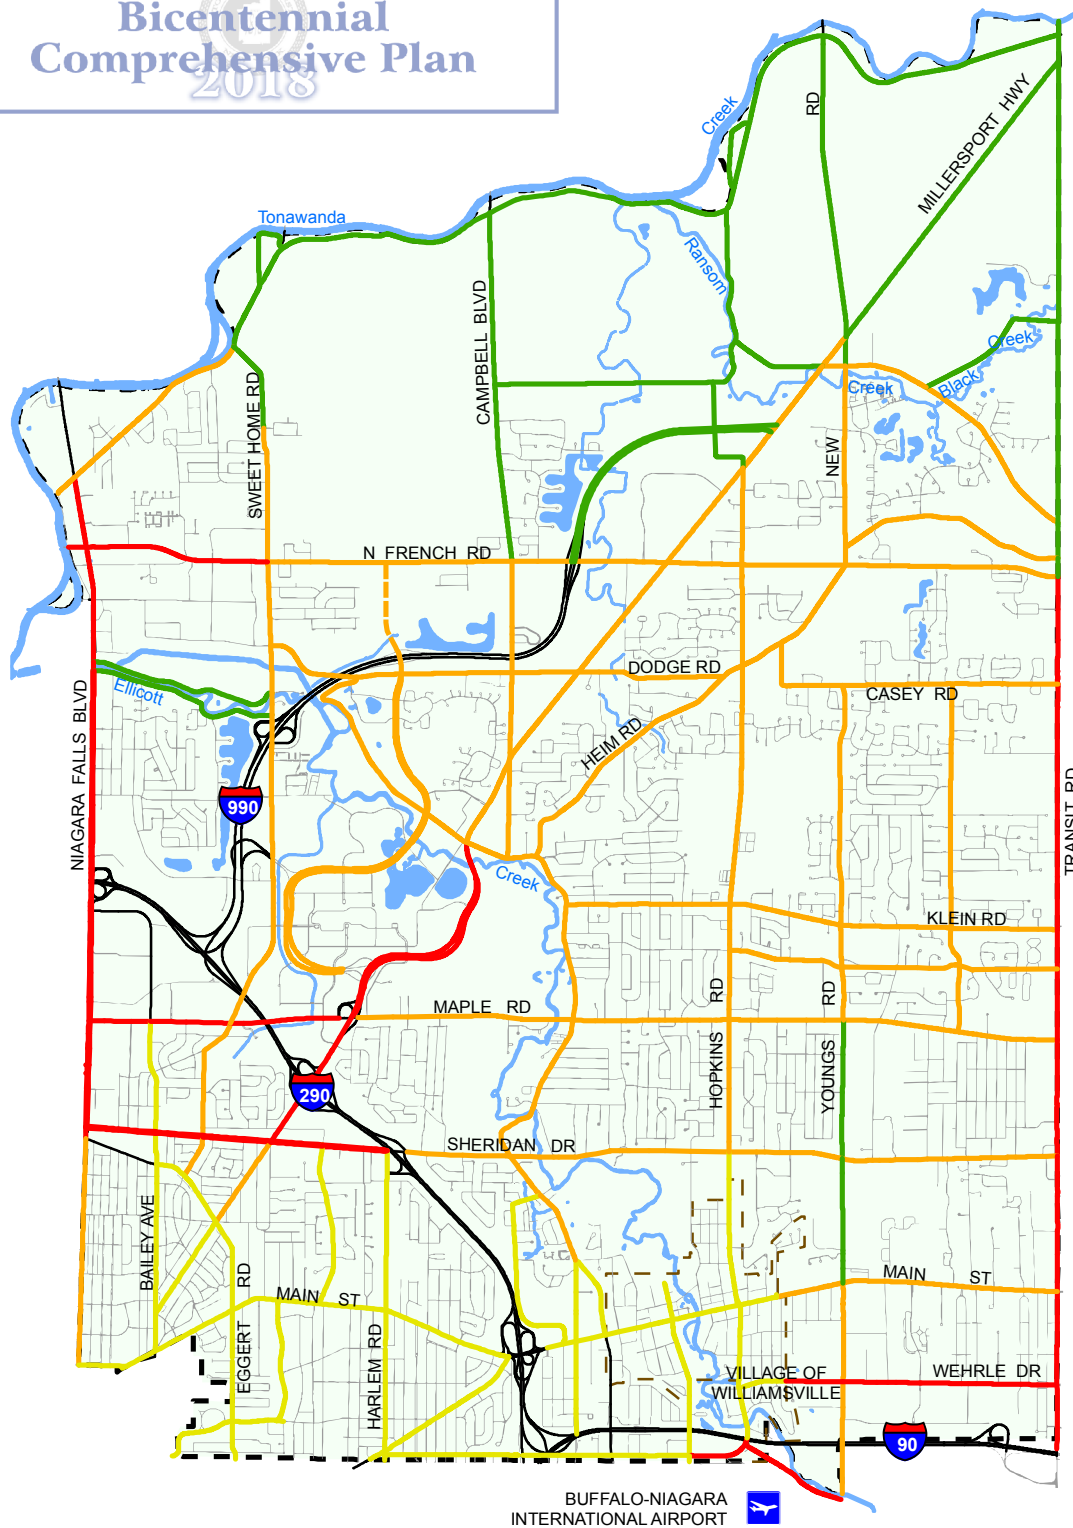 Bicentennial
Comprehensive Plan
2018
Creek
RD
MILLERSPORT HWY
Tonawanda
Ransom
CAMPBELL BLVD
Creek
Black
Creek
SWEET HOME RD
NEW
N FRENCH RD
DODGE RD
Ellicott
CASEY RD
NIAGARA FALLS BLVD
HEIM RD
TRANSIT RD
990
Creek
KLEIN RD
MAPLE RD
RD
RD
HOPKINS
YOUNGS
290
SHERIDAN DR
BAILEY AVE
RD
EGGERT
MAIN ST
MAIN ST
HARLEM RD
VILLAGE OF
WILLIAMSVILLE
WEHRLE DR
90
BUFFALO-NIAGARA
INTERNATIONAL AIRPORT